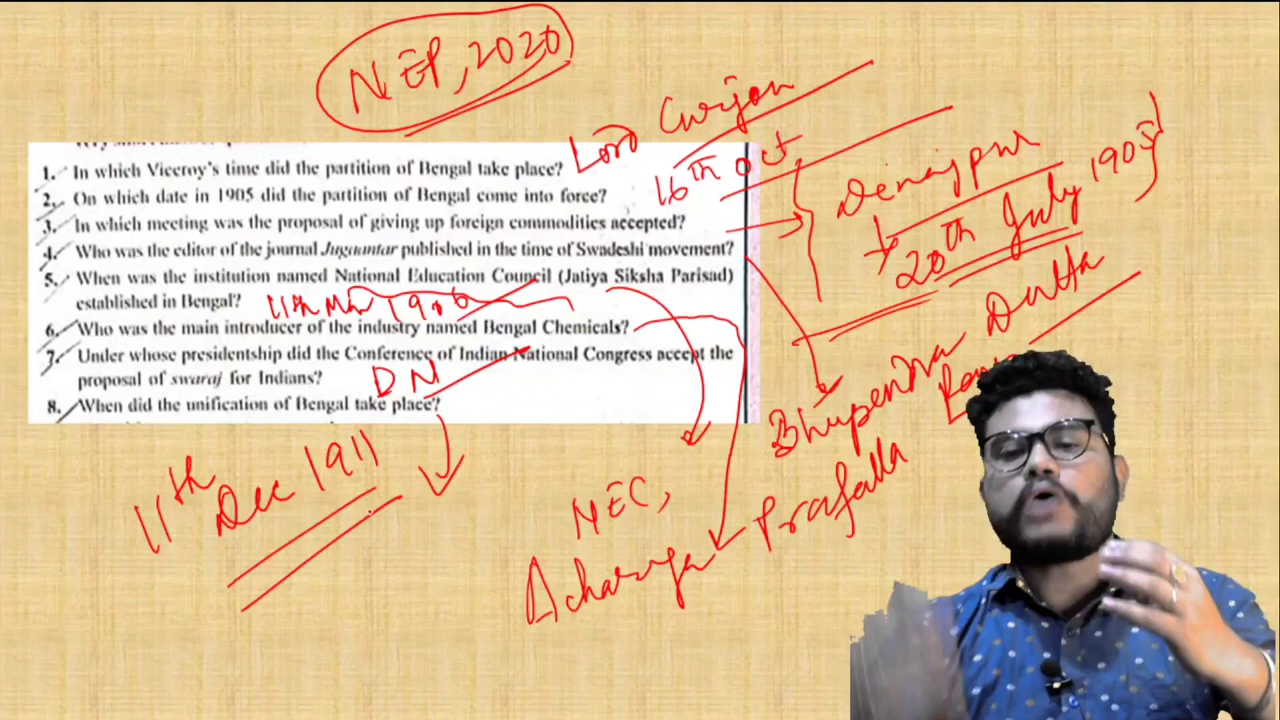 NEP, 2020
1. In which Viceroy's time did the partition of Bengal take place?
2. On which date in 1905 did the partition of Bengal come into force?
3. In which meeting was the proposal of giving up foreign commodities accepted?
4. Who was the editor of the journal Jugaantar published in the time of Swadeshi movement?
5. When was the institution named National Education Council (Jatiya Siksha Parisad)
established in Bengal?
6. Who was the main introducer of the industry named Bengal Chemicals?
7. Under whose presidentship did the Conference of Indian National Congress accept the
proposal of swaraj for Indians?
8. When did the unification of Bengal take place?
Lord Curjon
16th Oct
Dinajpur
20th July 1905
11th Mar 1906
DN
Bhupendra Dutta
NEC,
Acharya Prafalla
11th Dec 1911